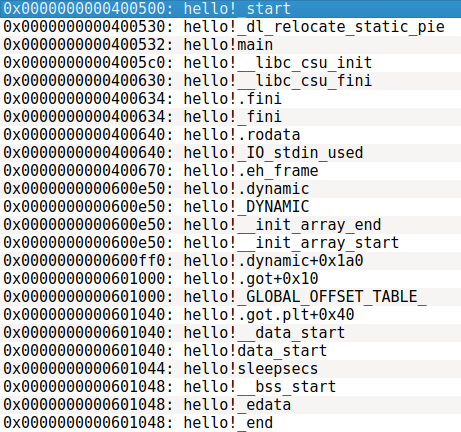 0x0000000000400500: hello!_start
0x0000000000400530: hello!_dl_relocate_static_pie
0x0000000000400532: hello!main
0x00000000004005c0: hello!__libc_csu_init
0x0000000000400630: hello!__libc_csu_fini
0x0000000000400634: hello!.fini
0x0000000000400634: hello!_fini
0x0000000000400640: hello!.rodata
0x0000000000400640: hello!_IO_stdin_used
0x0000000000400670: hello!.eh_frame
0x0000000000600e50: hello!.dynamic
0x0000000000600e50: hello!_DYNAMIC
0x0000000000600e50: hello!__init_array_end
0x0000000000600e50: hello!__init_array_start
0x0000000000600ff0: hello!.dynamic+0x1a0
0x0000000000601000: hello!.got+0x10
0x0000000000601000: hello!_GLOBAL_OFFSET_TABLE_
0x0000000000601040: hello!.got.plt+0x40
0x0000000000601040: hello!__data_start
0x0000000000601040: hello!data_start
0x0000000000601044: hello!sleepsecs
0x0000000000601048: hello!__bss_start
0x0000000000601048: hello!_edata
0x0000000000601048: hello!_end